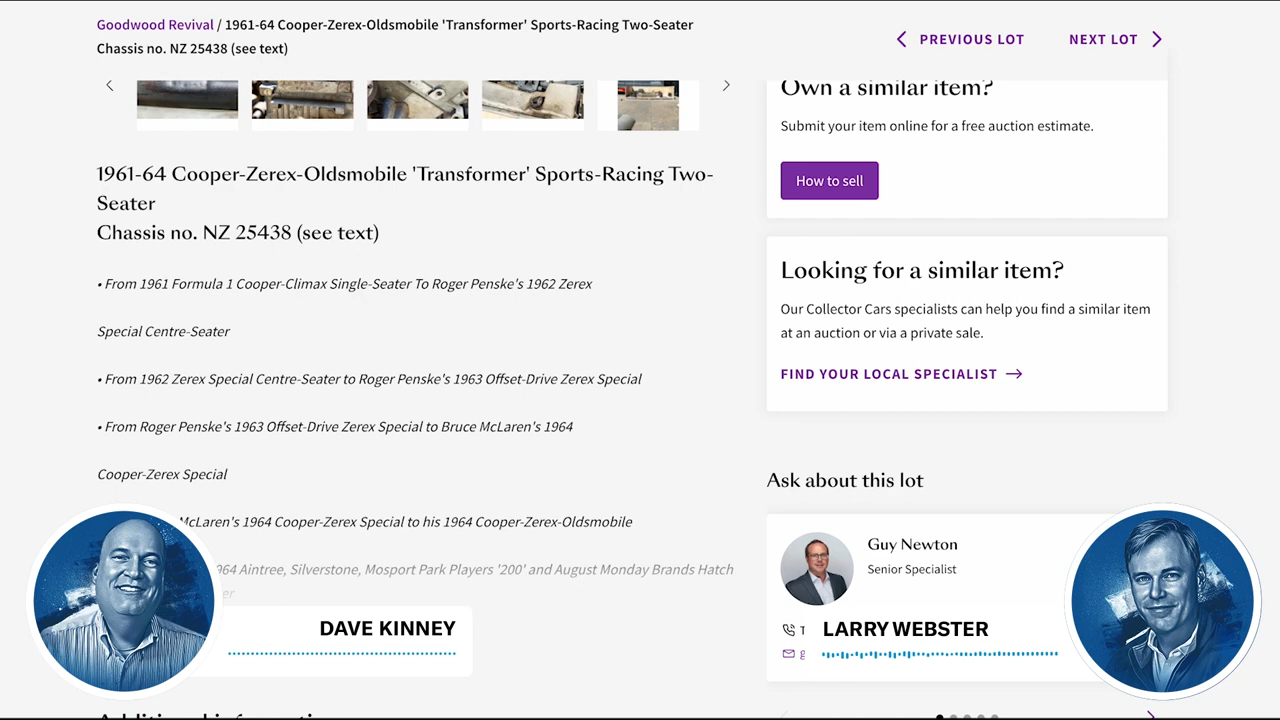 Goodwood Revival / 1961-64 Cooper-Zerex-Oldsmobile 'Transformer' Sports-Racing Two-Seater
Chassis no. NZ 25438 (see text)
PREVIOUS LOT
NEXT LOT
1961-64 Cooper-Zerex-Oldsmobile 'Transformer' Sports-Racing Two-
Seater
Chassis no. NZ 25438 (see text)
• From 1961 Formula 1 Cooper-Climax Single-Seater To Roger Penske's 1962 Zerex
Special Centre-Seater
• From 1962 Zerex Special Centre-Seater to Roger Penske's 1963 Offset-Drive Zerex Special
• From Roger Penske's 1963 Offset-Drive Zerex Special to Bruce McLaren's 1964
Cooper-Zerex Special
McLaren's 1964 Cooper-Zerex Special to his 1964 Cooper-Zerex-Oldsmobile
964 Aintree, Silverstone, Mosport Park Players '200' and August Monday Brands Hatch
er
DAVE KINNEY
Own a similar item?
Submit your item online for a free auction estimate.
How to sell
Looking for a similar item?
Our Collector Cars specialists can help you find a similar item
at an auction or via a private sale.
FIND YOUR LOCAL SPECIALIST
Ask about this lot
Guy Newton
Senior Specialist
T
g
LARRY WEBSTER